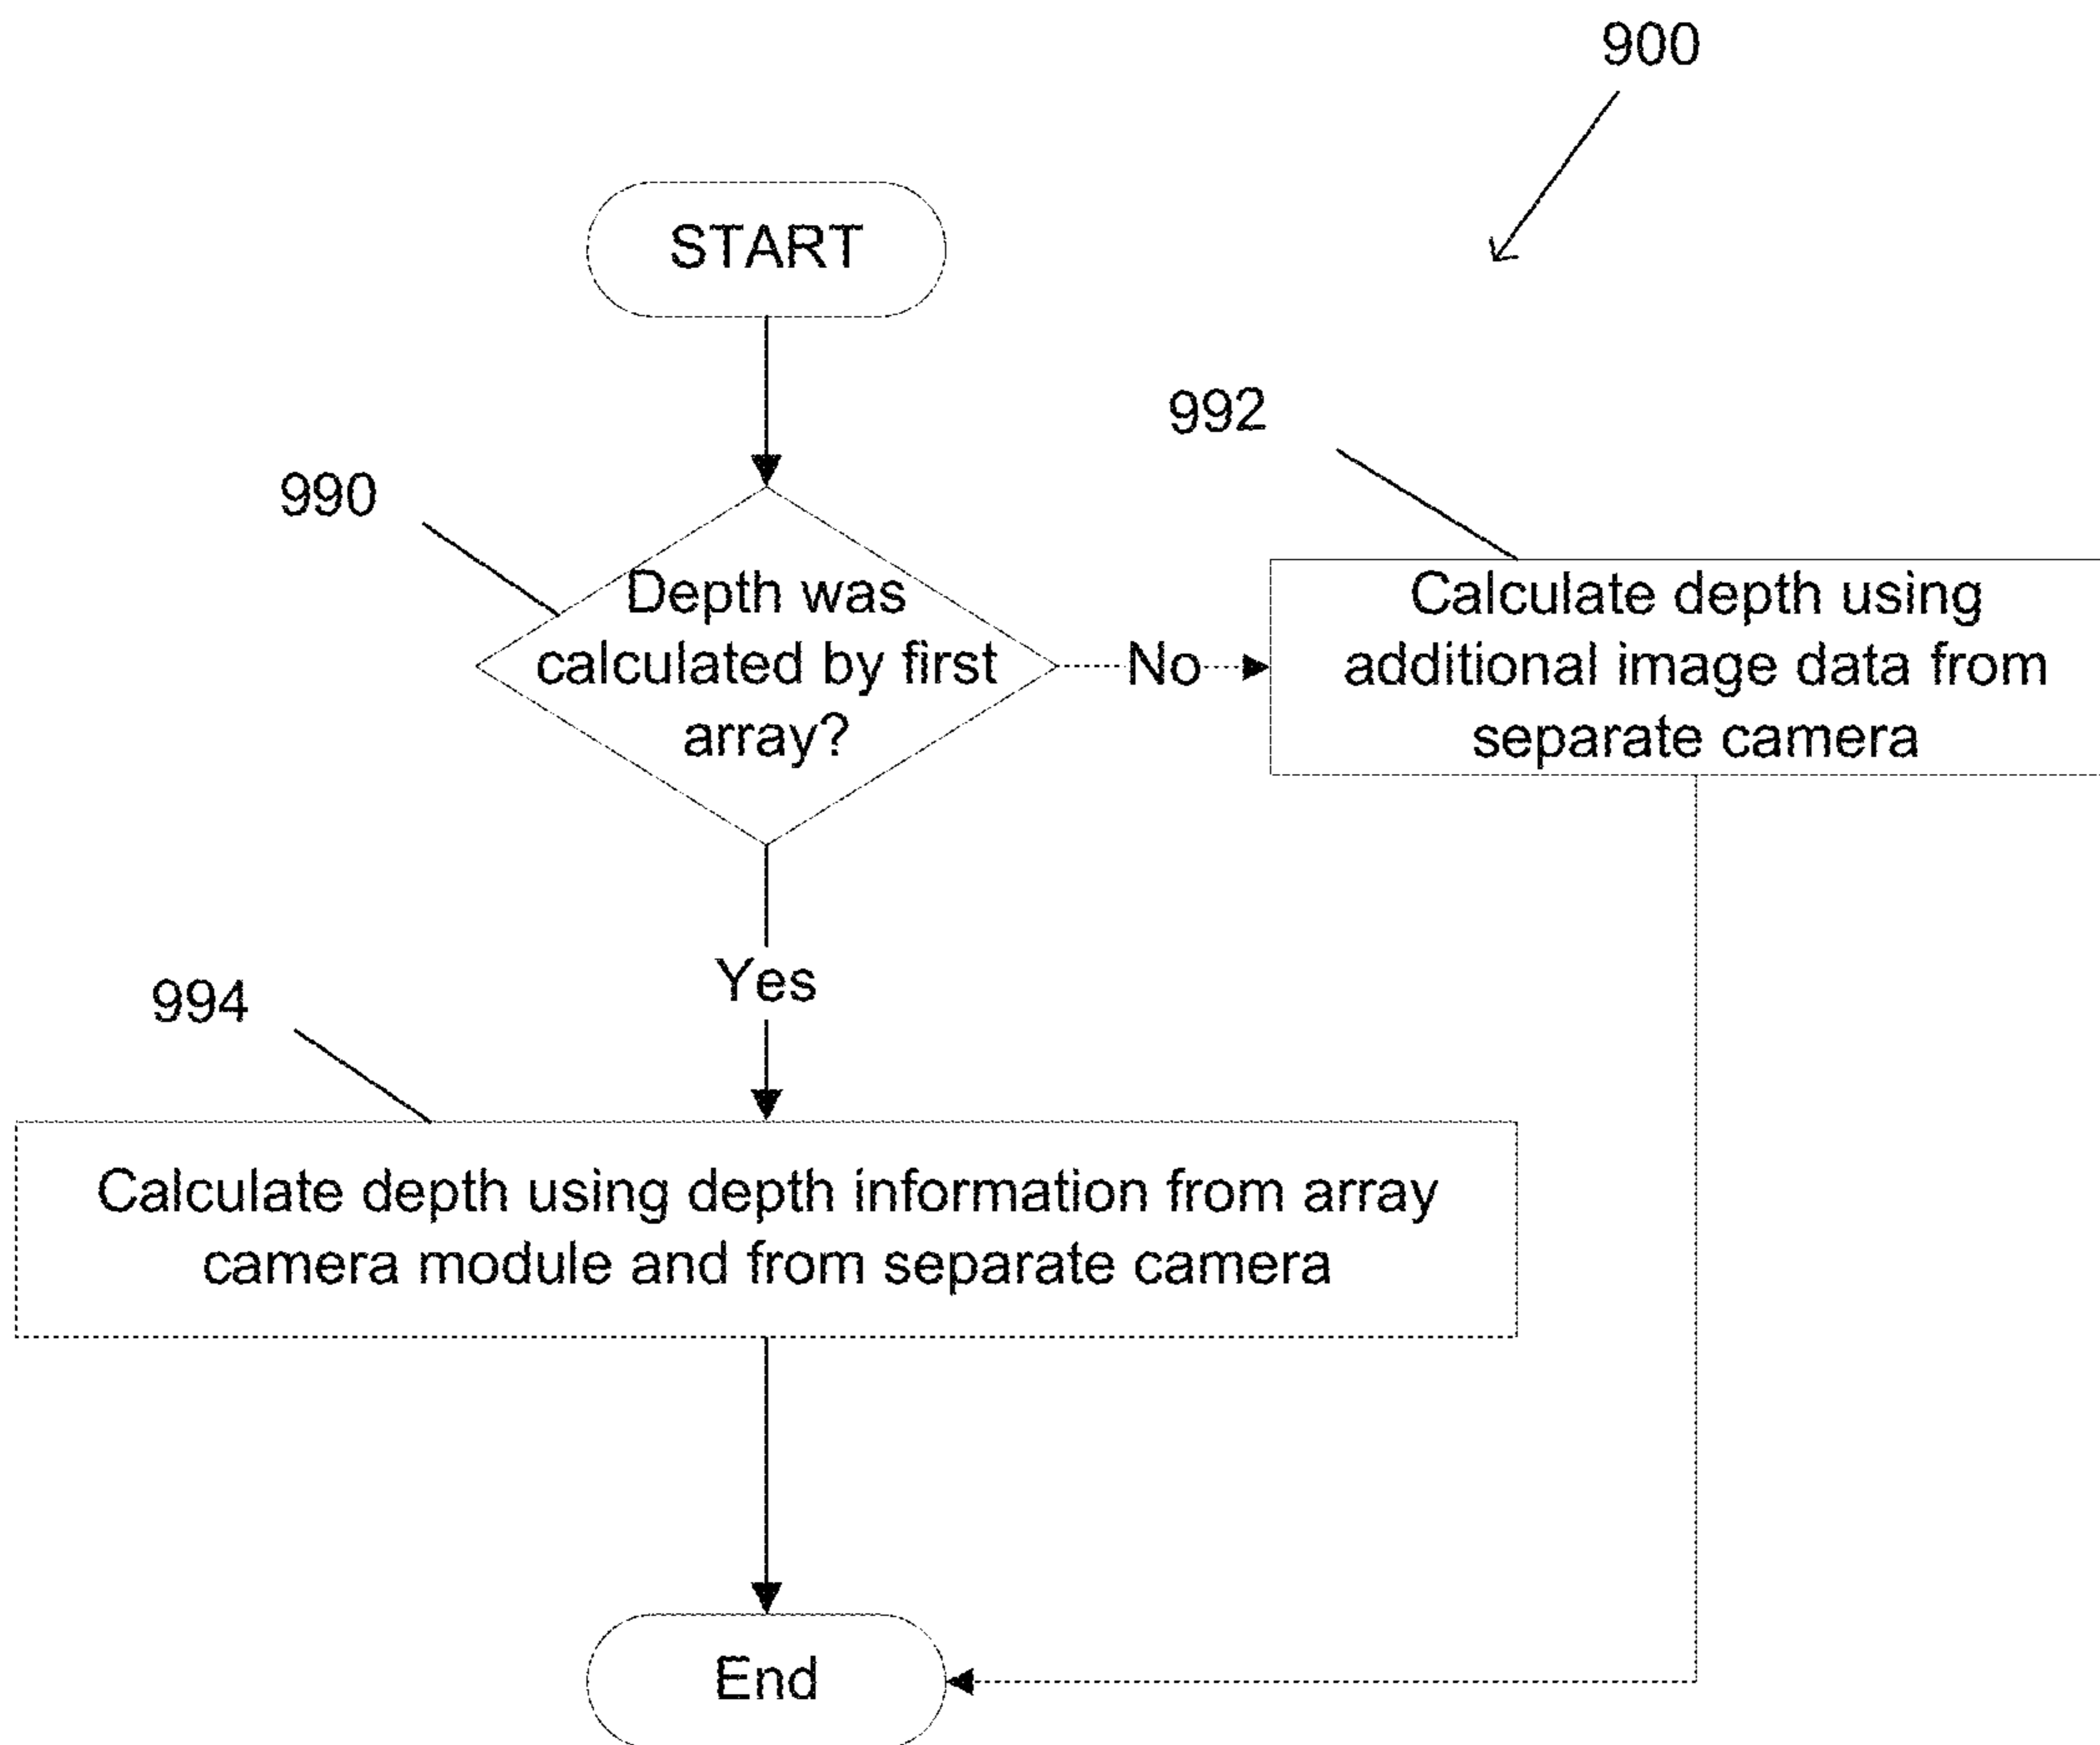 900
START
992
990
Depth was
calculated by first
array?
No
Calculate depth using
additional image data from
separate camera
Yes
994
Calculate depth using depth information from array
camera module and from separate camera
End